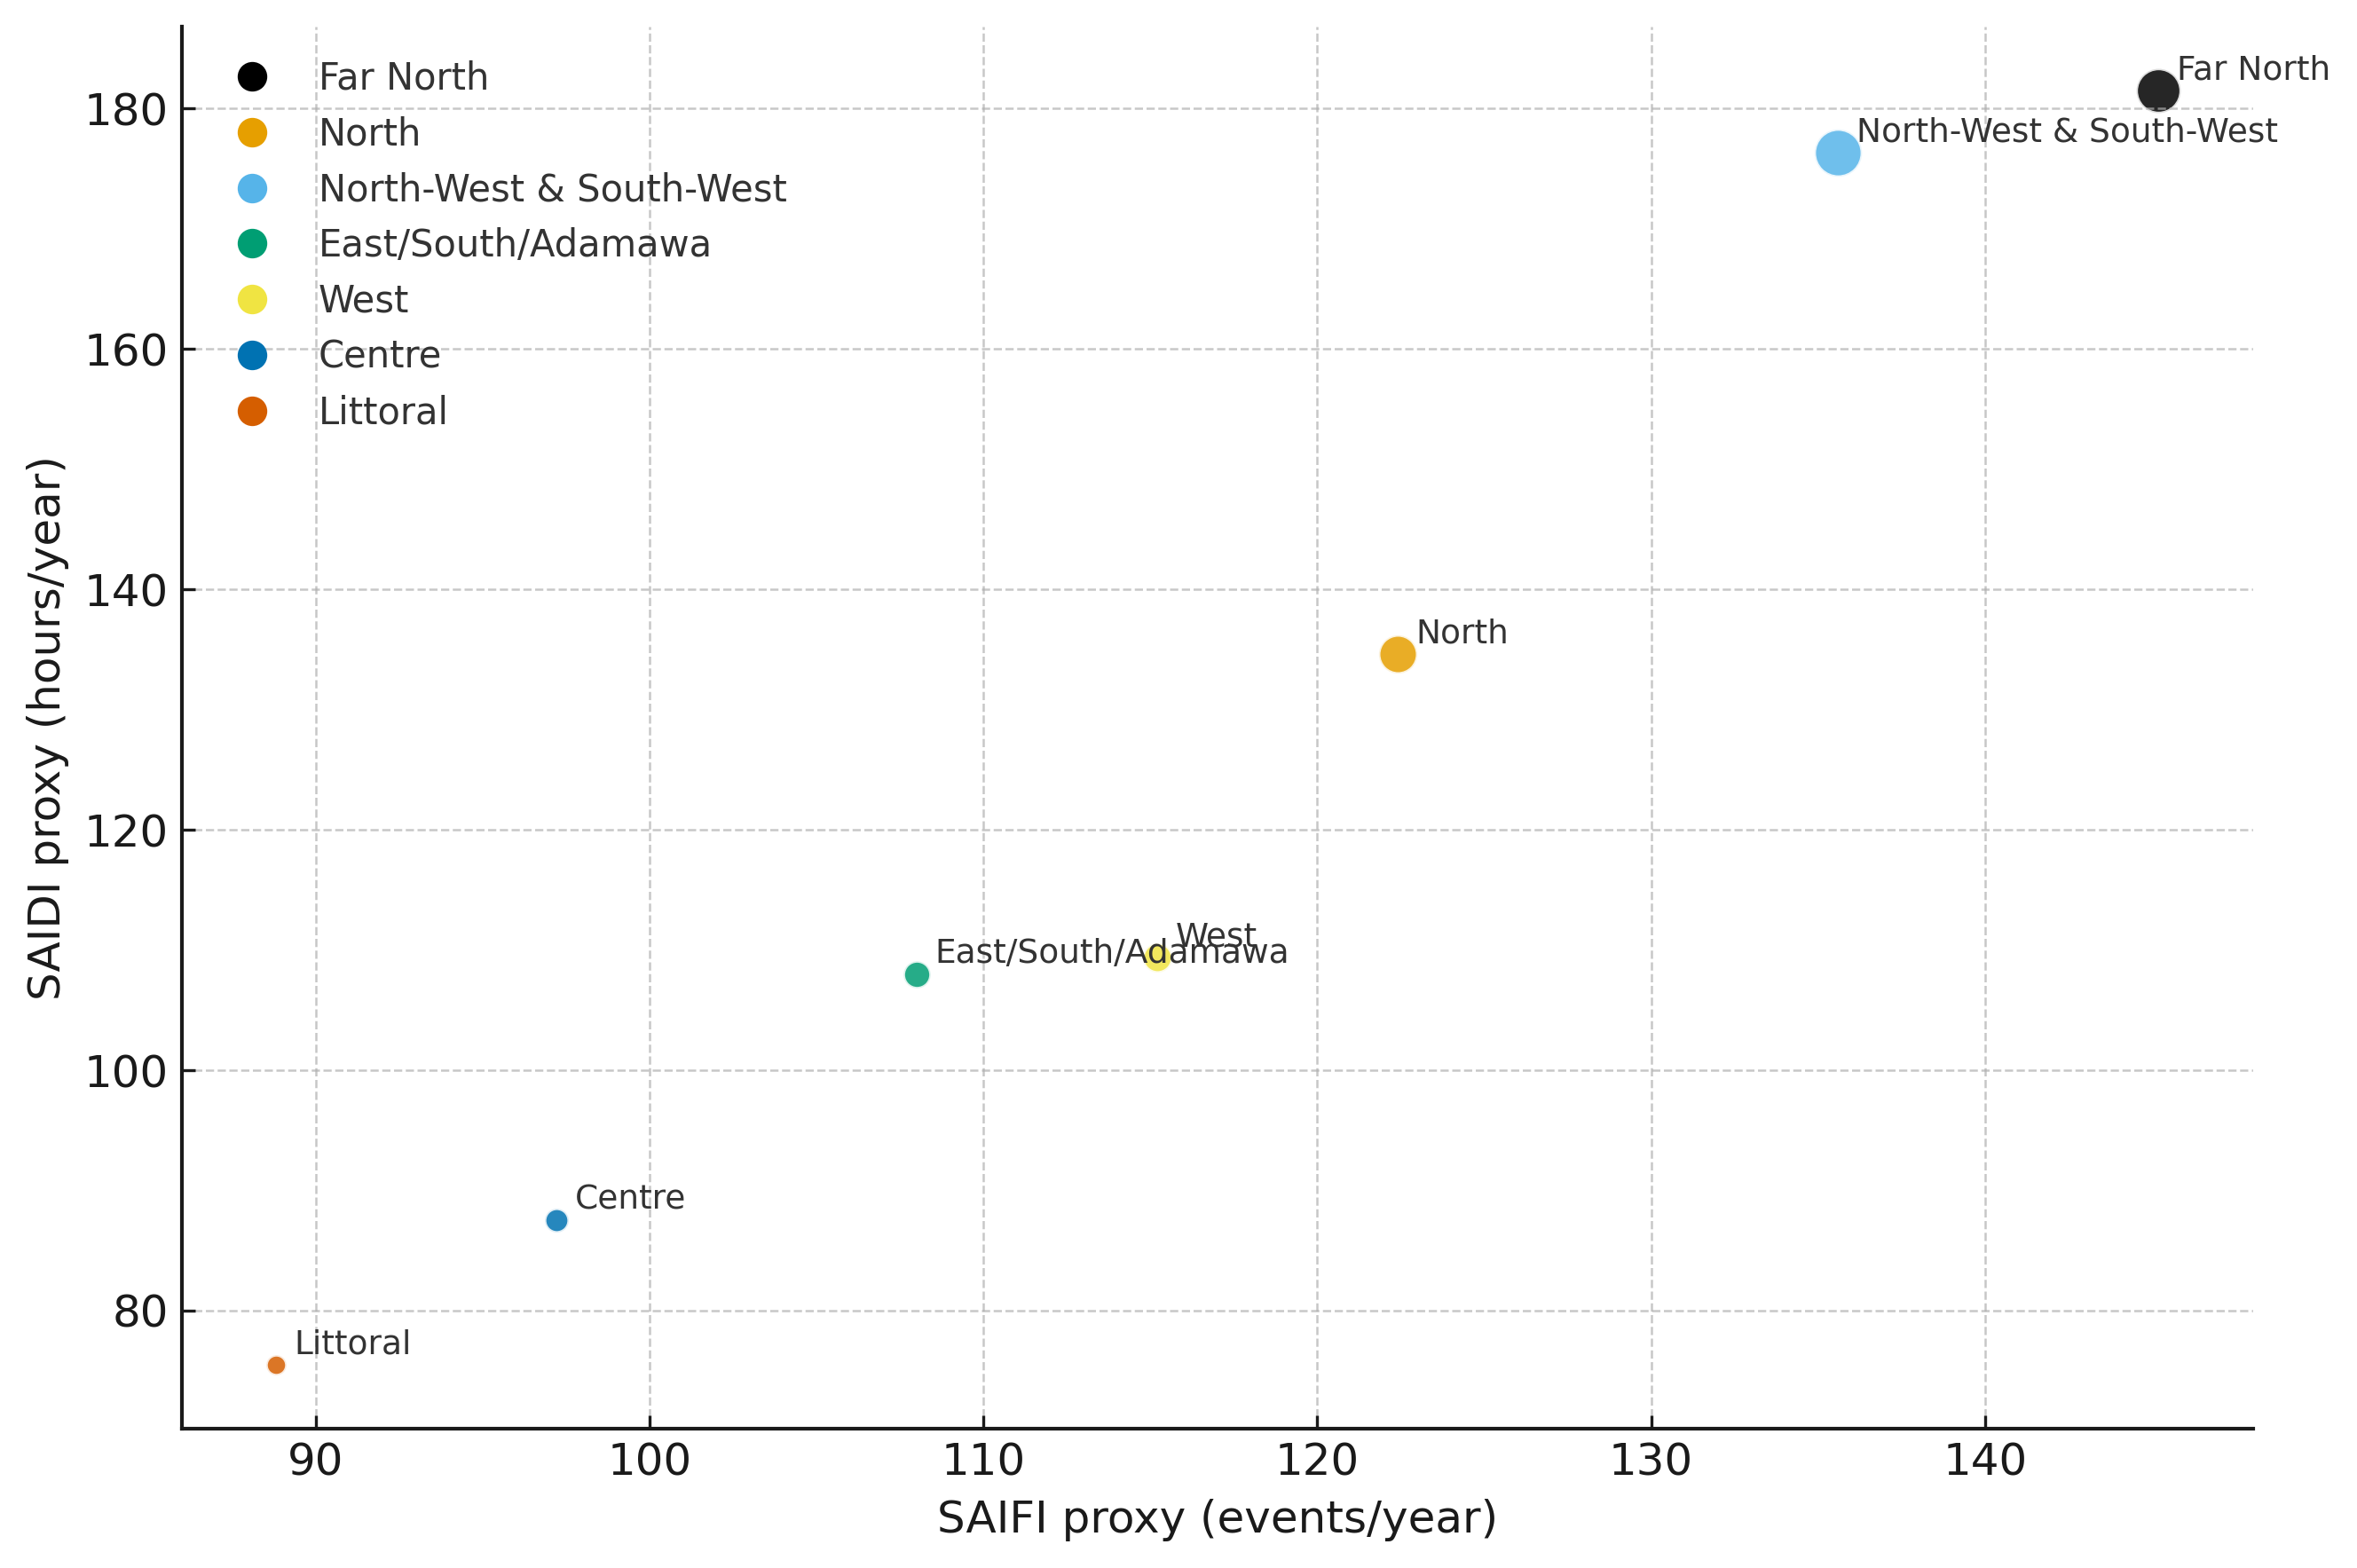 Far North
North
North-West & South-West
East/South/Adamawa
West
Centre
Littoral
Far North
North-West & South-West
North
West
East/South/Adamawa
Centre
Littoral
180
160
140
120
100
80
SAIDI proxy (hours/year)
90 100 110 120 130 140
SAIFI proxy (events/year)